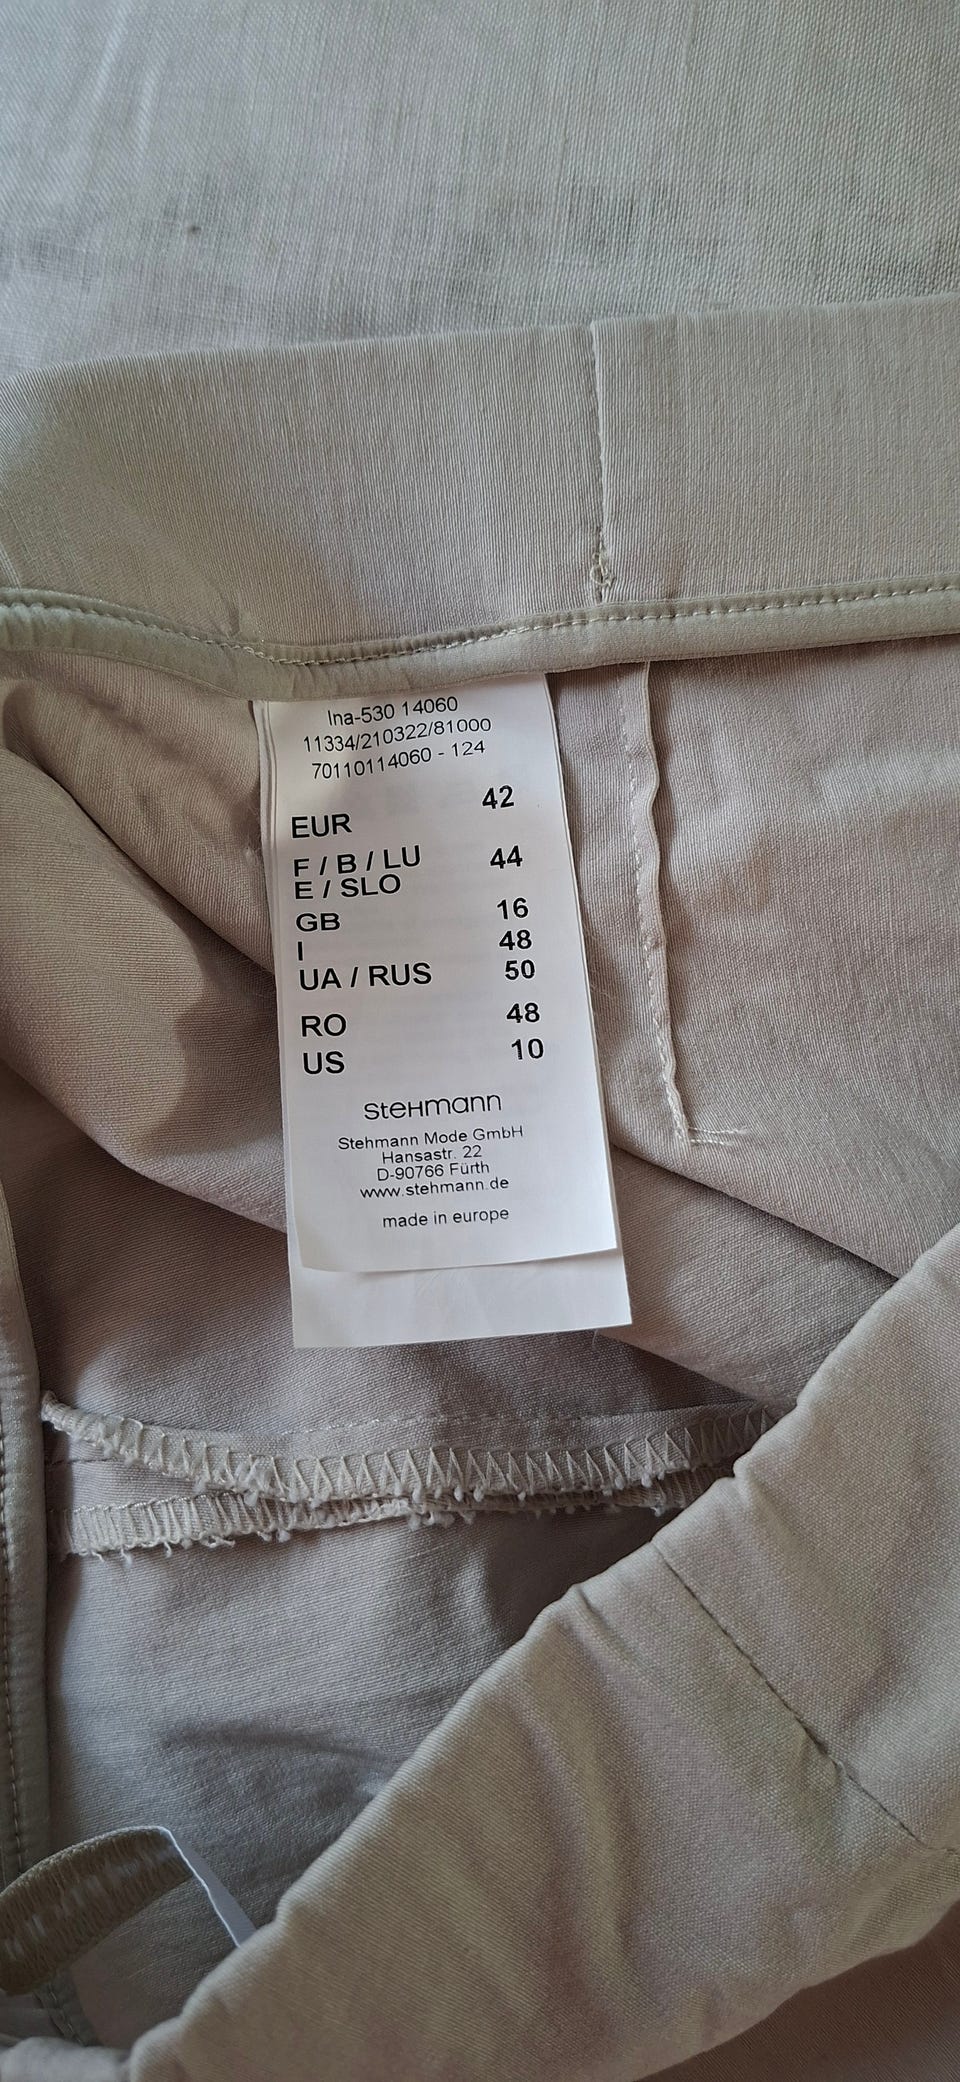 Ina-530 14060
11334/210322/81000
70110114060 - 124
EUR 42
F / B / LU 44
E / SLO
GB 16
I 48
UA / RUS 50
RO 48
US 10
steHmann
Stehmann Mode GmbH
Hansastr. 22
D-90766 Fürth
www.stehmann.de
made in europe